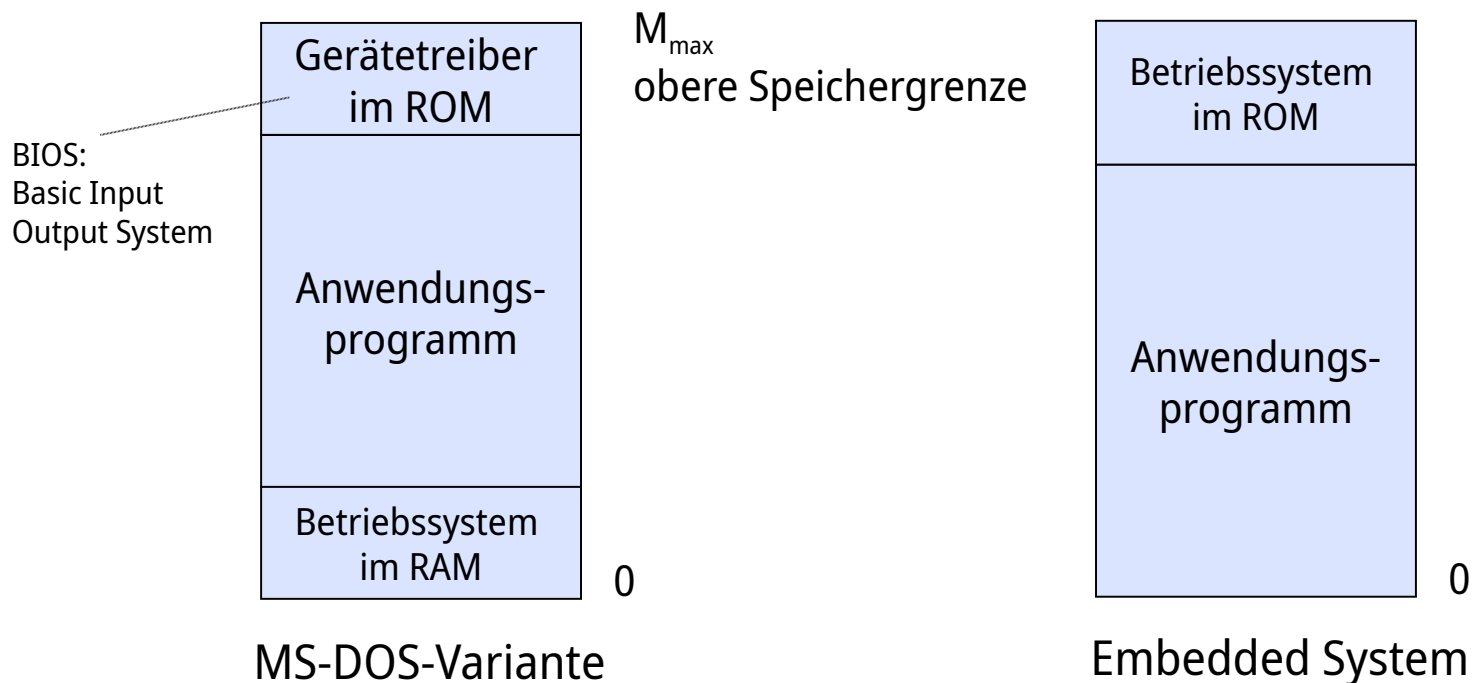 Gerätetreiber
im ROM
BIOS:
Basic Input
Output System
Anwendungs-
programm
Betriebssystem
im RAM
0
MS-DOS-Variante
Mmax
obere Speichergrenze
Betriebssystem
im ROM
Anwendungs-
programm
0
Embedded System